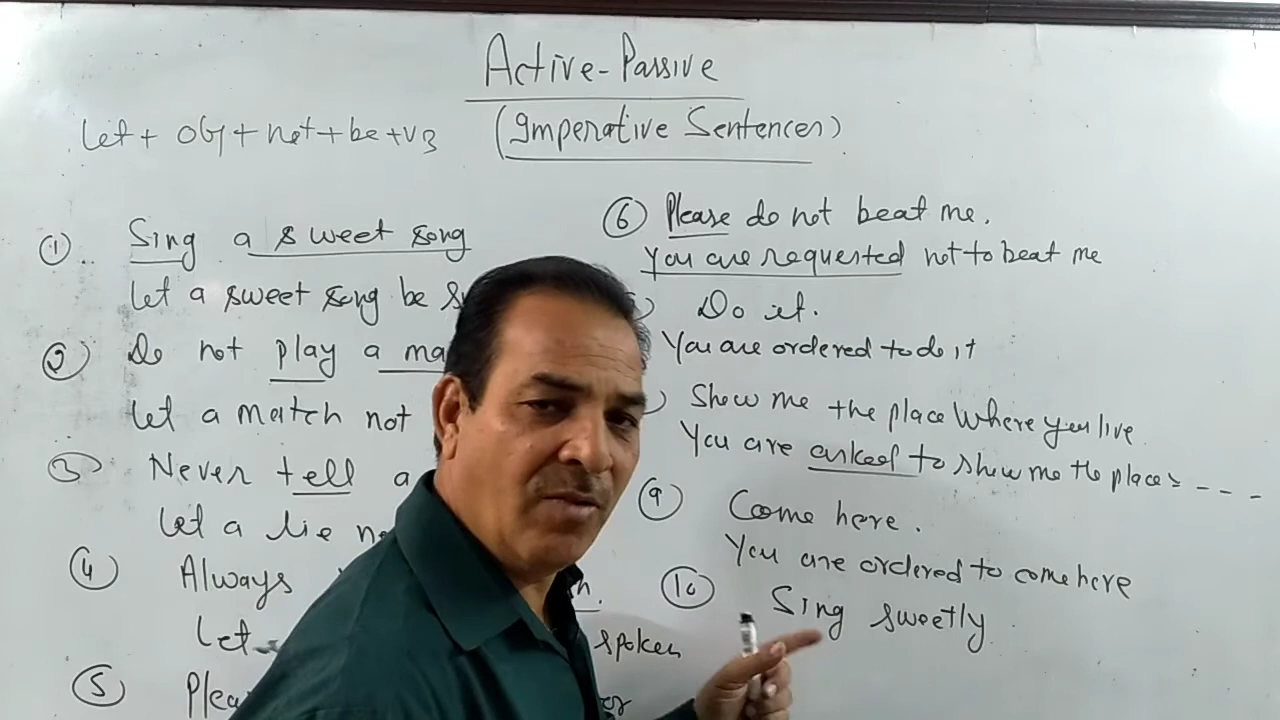 Active-Passive
(Imperative Sentences)
Let + obj + not + be + V3
① Sing a sweet song
Let a sweet song be
② Do not play a
Let a match not
③ Never tell a
Let a lie
④ Always
Let spoken
⑤
⑥ Please do not beat me.
You are requested not to beat me
Do it.
You are ordered to do it
Show me the place where you live
You are asked to show me the place - - -
⑨ Come here.
You are ordered to come here
⑩ Sing sweetly.